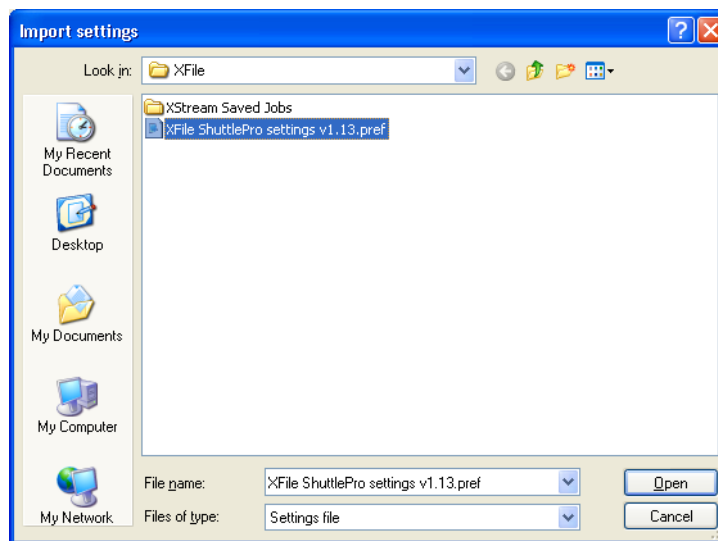 Import settings
Look in:
XFile
XStream Saved Jobs
XFile ShuttlePro settings v1.13.pref
My Recent
Documents
Desktop
My Documents
My Computer
My Network
File name:
XFile ShuttlePro settings v1.13.pref
Open
Files of type:
Settings file
Cancel